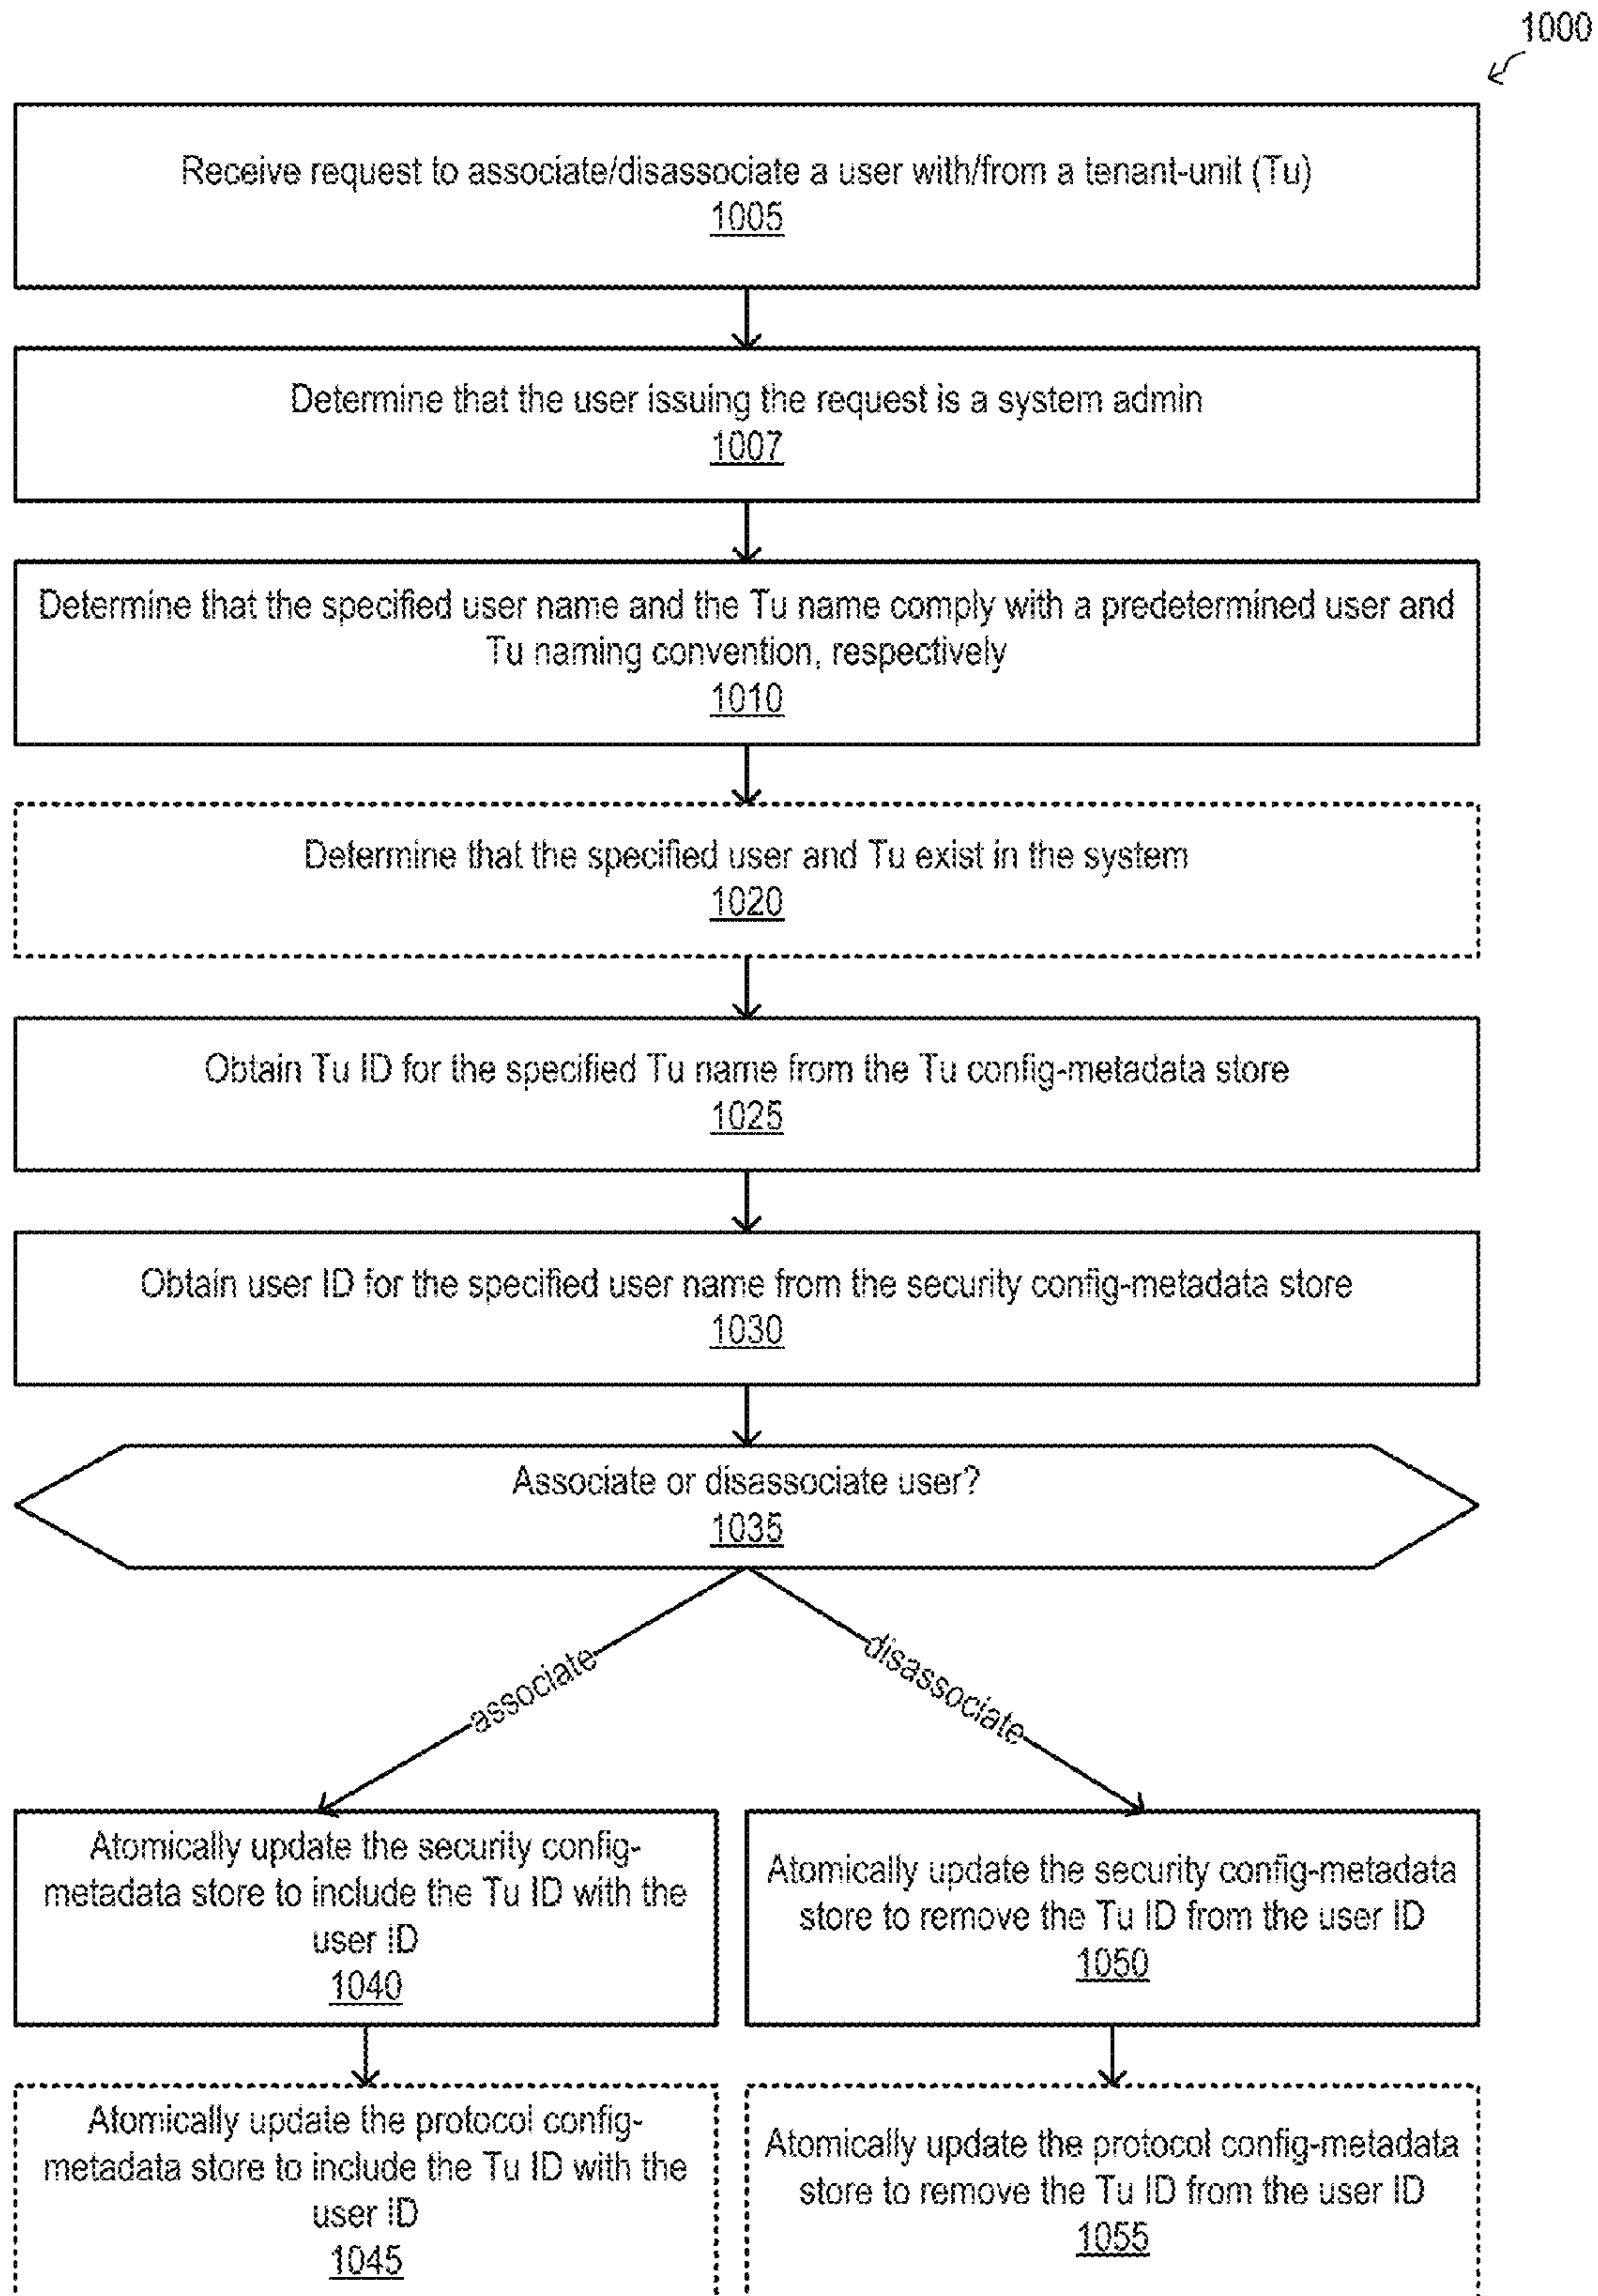 1000
Receive request to associate/disassociate a user with/from a tenant-unit (Tu)
1005
Determine that the user issuing the request is a system admin
1007
Determine that the specified user name and the Tu name comply with a predetermined user and
Tu naming convention, respectively
1010
Determine that the specified user and Tu exist in the system
1020
Obtain Tu ID for the specified Tu name from the Tu config-metadata store
1025
Obtain user ID for the specified user name from the security config-metadata store
1030
Associate or disassociate user?
1035
associate
disassociate
Atomically update the security config-
metadata store to include the Tu ID with the
user ID
1040
Atomically update the security config-metadata
store to remove the Tu ID from the user ID
1050
Atomically update the protocol config-
metadata store to include the Tu ID with the
user ID
1045
Atomically update the protocol config-metadata
store to remove the Tu ID from the user ID
1055